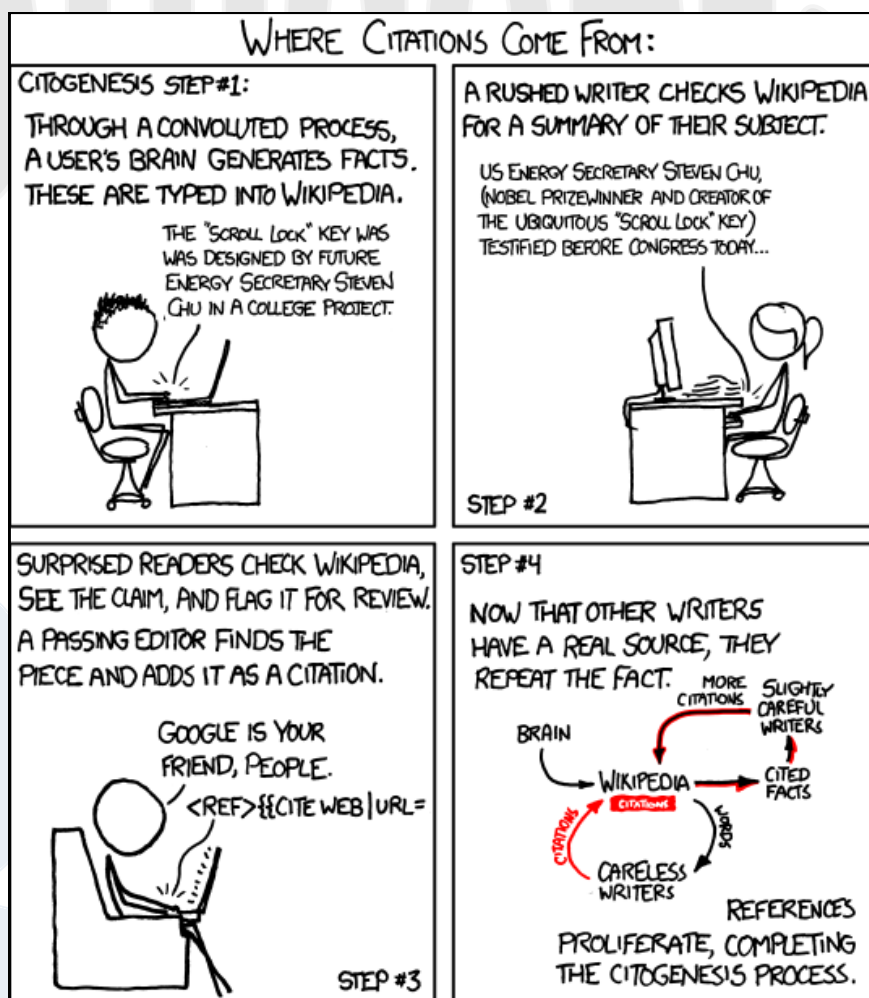 WHERE CITATIONS COME FROM:
CITOGENESIS STEP #1:
THROUGH A CONVOLUTED PROCESS,
A USER'S BRAIN GENERATES FACTS.
THESE ARE TYPED INTO WIKIPEDIA.
THE "SCROLL LOCK" KEY WAS
WAS DESIGNED BY FUTURE
ENERGY SECRETARY STEVEN
CHU IN A COLLEGE PROJECT.
A RUSHED WRITER CHECKS WIKIPEDIA
FOR A SUMMARY OF THEIR SUBJECT.
US ENERGY SECRETARY STEVEN CHU,
(NOBEL PRIZEWINNER AND CREATOR OF
THE UBIQUITOUS "SCROLL LOCK" KEY)
TESTIFIED BEFORE CONGRESS TODAY...
STEP #2
SURPRISED READERS CHECK WIKIPEDIA,
SEE THE CLAIM, AND FLAG IT FOR REVIEW.
A PASSING EDITOR FINDS THE
PIECE AND ADDS IT AS A CITATION.
GOOGLE IS YOUR
FRIEND, PEOPLE.
<REF>{{CITE WEB|URL=
STEP #3
STEP #4
NOW THAT OTHER WRITERS
HAVE A REAL SOURCE, THEY
REPEAT THE FACT.
MORE
CITATIONS
SLIGHTLY
CAREFUL
WRITERS
BRAIN
WIKIPEDIA
CITATIONS
CITED
FACTS
CITATIONS
WORDS
CARELESS
WRITERS
REFERENCES
PROLIFERATE, COMPLETING
THE CITOGENESIS PROCESS.